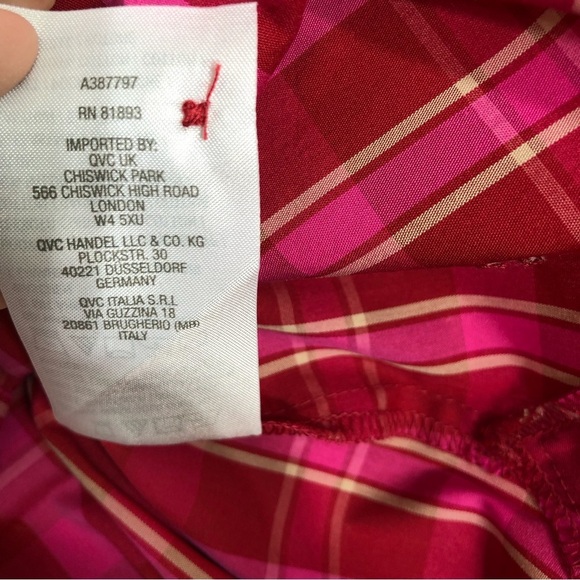 A387797
RN 81893
IMPORTED BY:
QVC UK
CHISWICK PARK
566 CHISWICK HIGH ROAD
LONDON
W4 5XU
QVC HANDEL LLC & CO. KG
PLOCKSTR. 30
40221 DÜSSELDORF
GERMANY
QVC ITALIA S.R.L
VIA GUZZINA 18
20861 BRUGHERIO (MB)
ITALY